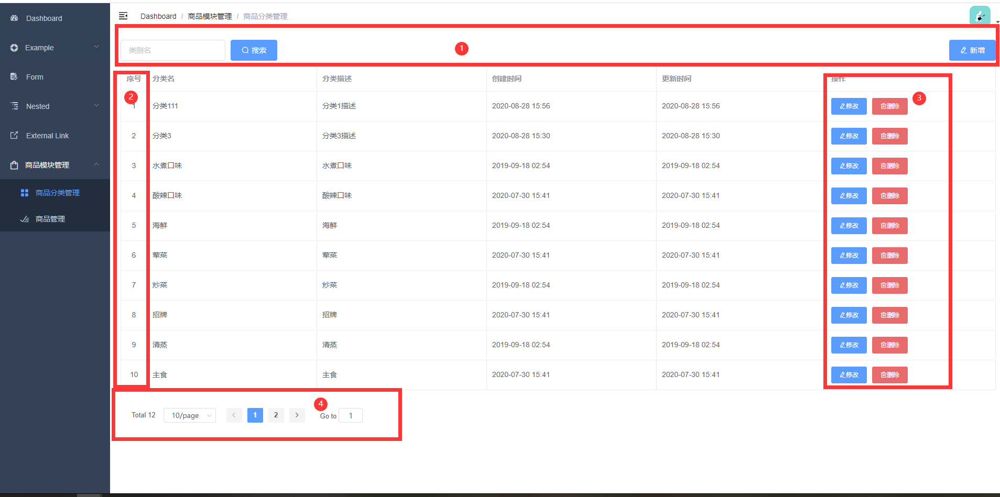 Dashboard
Example
Form
Nested
External Link
商品模块管理
商品分类管理
商品管理
Dashboard / 商品模块管理 / 商品分类管理
类别名 搜索 1 新增
序号 分类名 分类描述 创建时间 更新时间 操作
2 3
1 分类111 分类1描述 2020-08-28 15:56 2020-08-28 15:56 修改 删除
2 分类3 分类3描述 2020-08-28 15:30 2020-08-28 15:30 修改 删除
3 水煮口味 水煮口味 2019-09-18 02:54 2019-09-18 02:54 修改 删除
4 酸辣口味 酸辣口味 2020-07-30 15:41 2020-07-30 15:41 修改 删除
5 海鲜 海鲜 2019-09-18 02:54 2019-09-18 02:54 修改 删除
6 荤菜 荤菜 2020-07-30 15:41 2020-07-30 15:41 修改 删除
7 炒菜 炒菜 2019-09-18 02:54 2019-09-18 02:54 修改 删除
8 招牌 招牌 2020-07-30 15:41 2020-07-30 15:41 修改 删除
9 清蒸 清蒸 2019-09-18 02:54 2019-09-18 02:54 修改 删除
10 主食 主食 2020-07-30 15:41 2020-07-30 15:41 修改 删除
4
Total 12 10/page 1 2 Go to 1